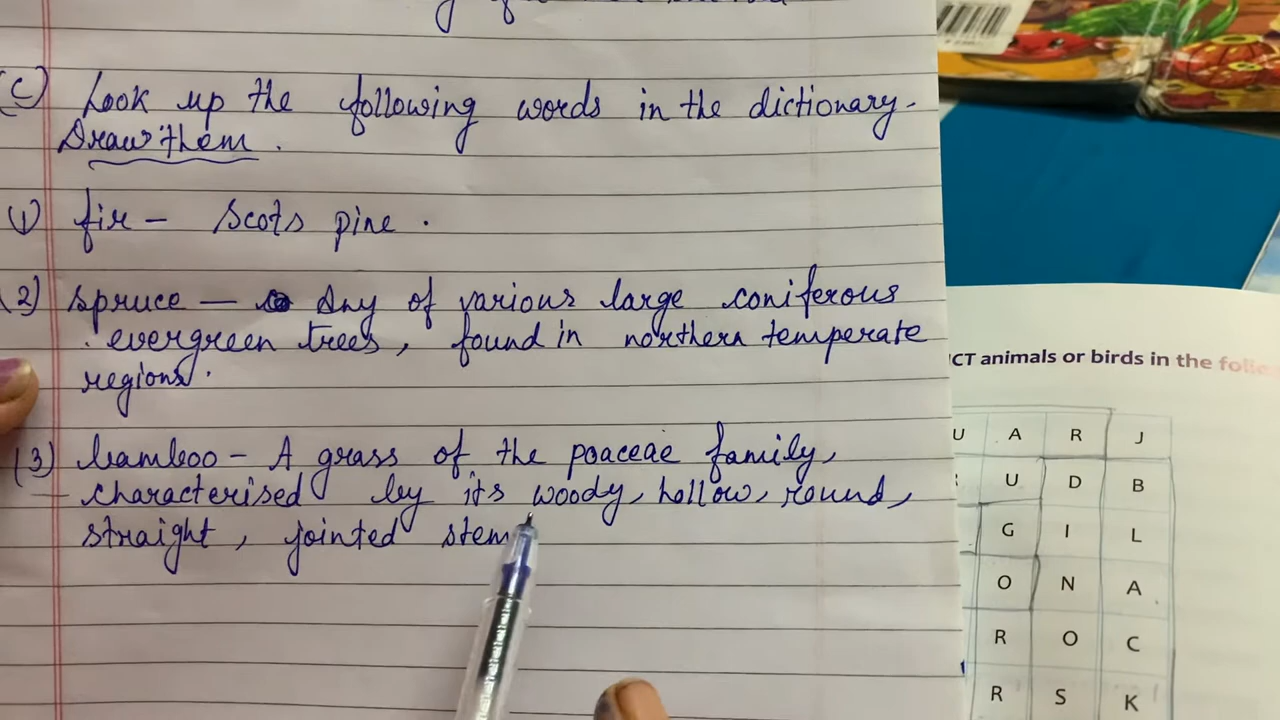 (C) Look up the following words in the dictionary.
Draw them.
(1) fir - Scots pine.
(2) spruce - Any of various large coniferous
evergreen trees, found in northern temperate
regions.
(3) bamboo - A grass of the poaceae family,
characterised by its woody, hollow, round,
straight, jointed stem
CT animals or birds in the
U A R J
U D B
G I L
O N A
R O C
R S K